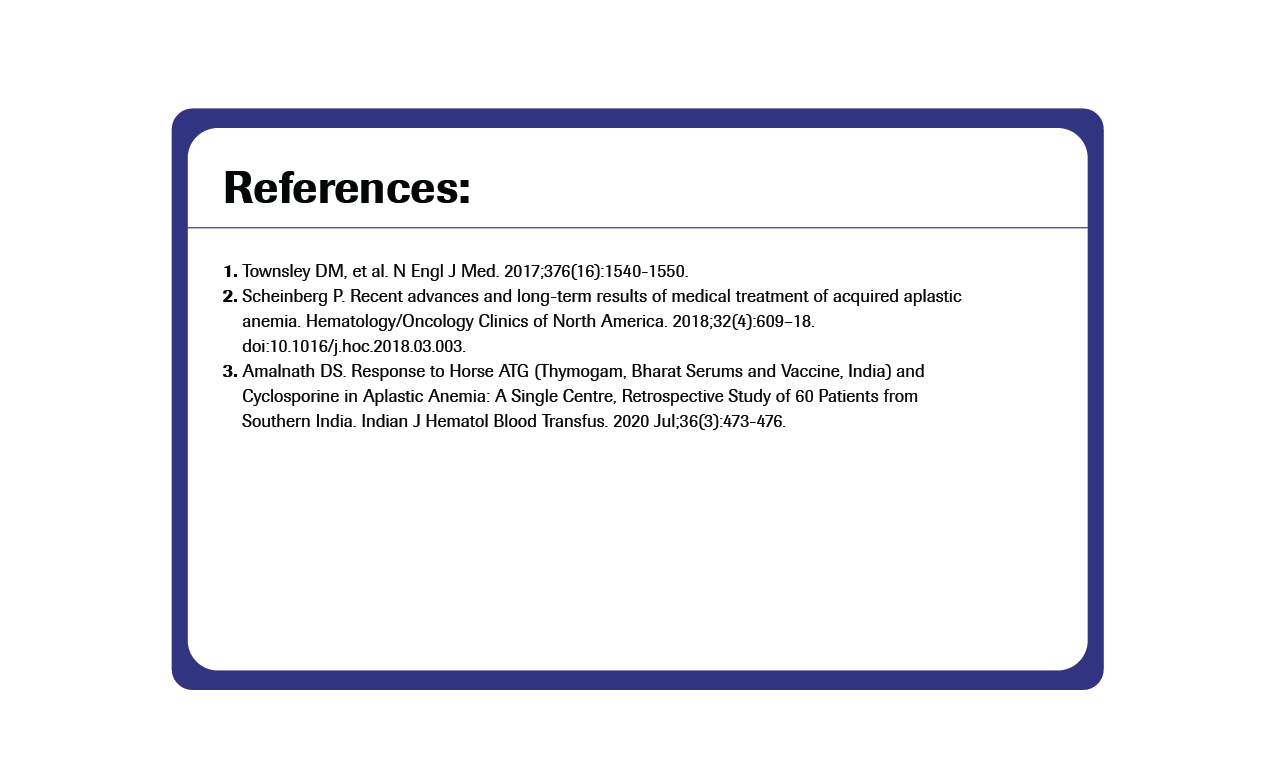 References:
1. Townsley DM, et al. N Engl J Med. 2017;376(16):1540-1550.
2. Scheinberg P. Recent advances and long-term results of medical treatment of acquired aplastic
anemia. Hematology/Oncology Clinics of North America. 2018;32(4):609–18.
doi:10.1016/j.hoc.2018.03.003.
3. Amalnath DS. Response to Horse ATG (Thymogam, Bharat Serums and Vaccine, India) and
Cyclosporine in Aplastic Anemia: A Single Centre, Retrospective Study of 60 Patients from
Southern India. Indian J Hematol Blood Transfus. 2020 Jul;36(3):473-476.